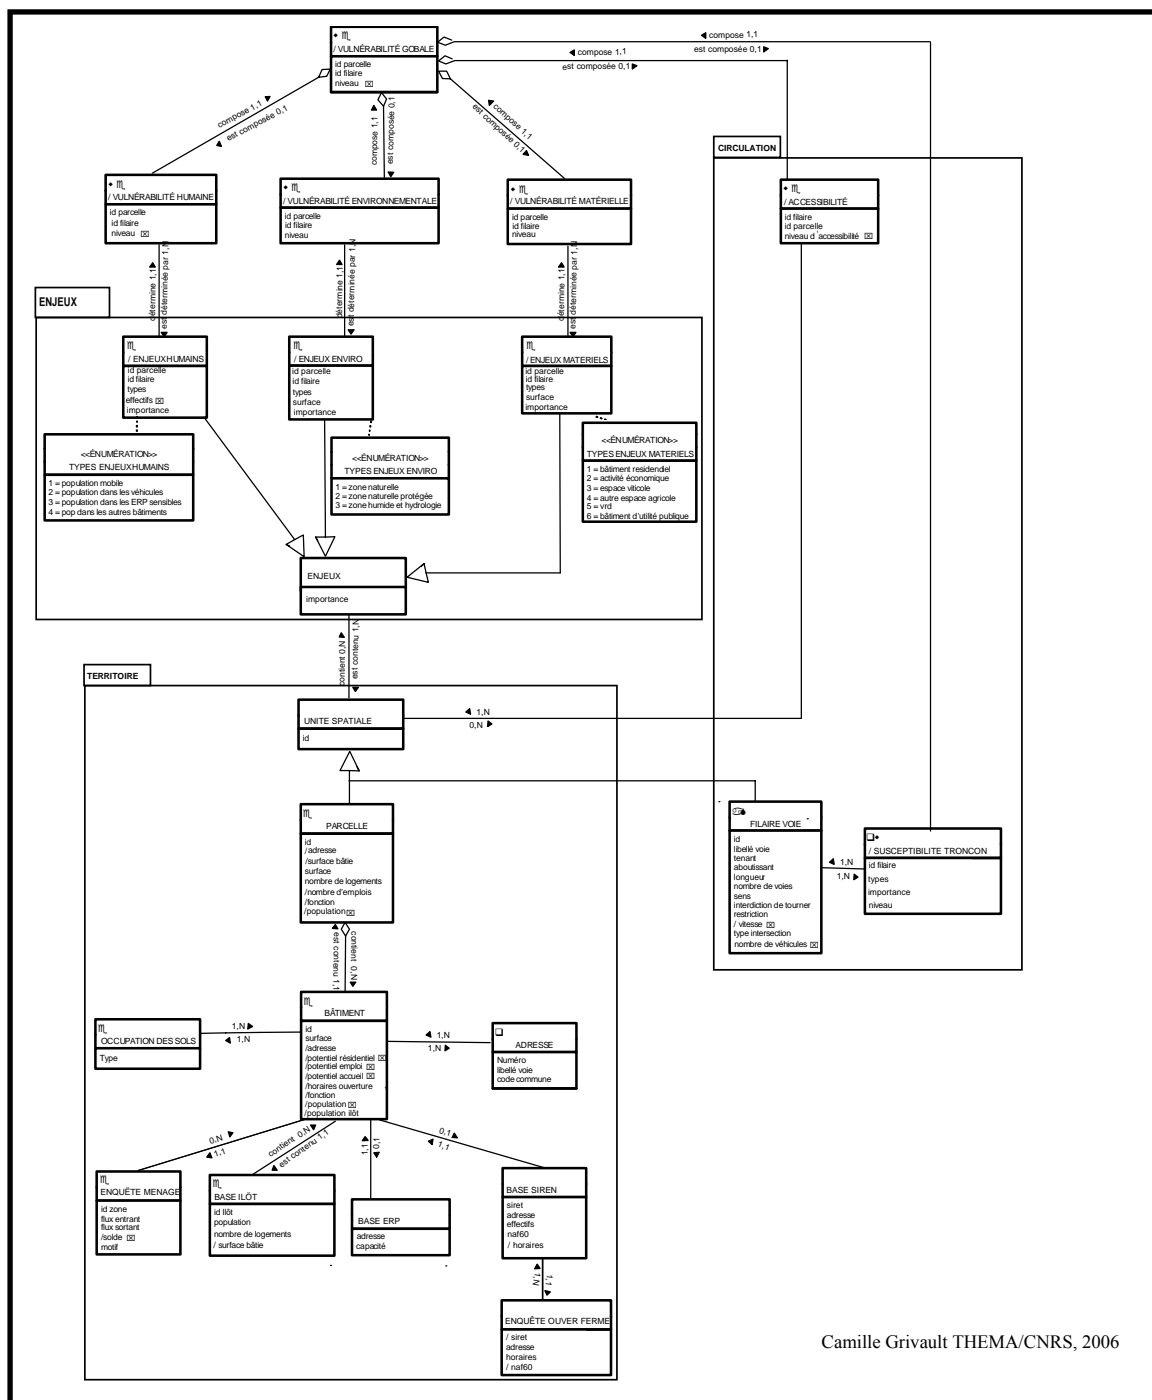 compose 1,1
est composée 0,1
compose 1,1
est composée 0,1
/ VULNÉRABILITÉ GOBALE
id parcelle
id filaire
niveau
compose 1,1
est composée 0,1
compose 1,1
est composée 0,1
compose 1,1
est composée 0,1
CIRCULATION
/ VULNÉRABILITÉ HUMAINE
id parcelle
id filaire
niveau
/ VULNÉRABILITÉ ENVIRONNEMENTALE
id parcelle
id filaire
niveau
/ VULNÉRABILITÉ MATÉRIELLE
id parcelle
id filaire
niveau
/ ACCESSIBILITÉ
id filaire
id parcelle
niveau d'accessibilité
détermine 1,1
est déterminée par 1,N
détermine 1,1
est déterminée par 1,N
détermine 1,1
est déterminée par 1,N
ENJEUX
/ ENJEUX HUMAINS
id parcelle
id filaire
types
effectifs
importance
/ ENJEUX ENVIRO
id parcelle
id filaire
types
surface
importance
/ ENJEUX MATERIELS
id parcelle
id filaire
types
surface
importance
<<ÉNUMÉRATION>>
TYPES ENJEUX HUMAINS
1 = population mobile
2 = population dans les véhicules
3 = population dans les ERP sensibles
4 = pop dans les autres bâtiments
<<ÉNUMÉRATION>>
TYPES ENJEUX ENVIRO
1 = zone naturelle
2 = zone naturelle protégée
3 = zone humide et hydrologie
<<ÉNUMÉRATION>>
TYPES ENJEUX MATERIELS
1 = bâtiment residendiel
2 = activité économique
3 = espace viticole
4 = autre espace agricole
5 = vrd
6 = bâtiment d'utilité publique
ENJEUX
importance
contient 0,N
est contenu 1,N
TERRITOIRE
UNITE SPATIALE
id
1,N
0,N
PARCELLE
id
/adresse
/surface bâtie
surface
nombre de logements
/nombre d'emplois
/fonction
/population
FILAIRE VOIE
id
libellé voie
tenant
aboutissant
longueur
nombre de voies
sens
interdiction de tourner
restriction
/ vitesse
type intersection
nombre de véhicules
1,N
1,N
/ SUSCEPTIBILITE TRONCON
id filaire
types
importance
niveau
est contenu 1,1
contient 0,N
BÂTIMENT
id
surface
/adresse
/potentiel résidentiel
/potentiel emploi
/potentiel accueil
/horaires ouverture
/fonction
/population
/population ilôt
OCCUPATION DES SOLS
Type
1,N
1,N
1,N
1,N
ADRESSE
Numéro
libellé voie
code commune
0,N
1,1
contient 0,N
est contenu 1,1
1,1
0,1
0,1
1,1
ENQUÊTE MENAGE
id zone
flux entrant
flux sortant
/solde
motif
BASE ILÔT
id Ilôt
population
nombre de logements
/ surface bâtie
BASE ERP
adresse
capacité
BASE SIREN
siret
adresse
effectifs
naf60
/ horaires
1,N
1,1
ENQUÊTE OUVER FERME
/ siret
adresse
horaires
/ naf60
Camille Grivault THEMA/CNRS, 2006